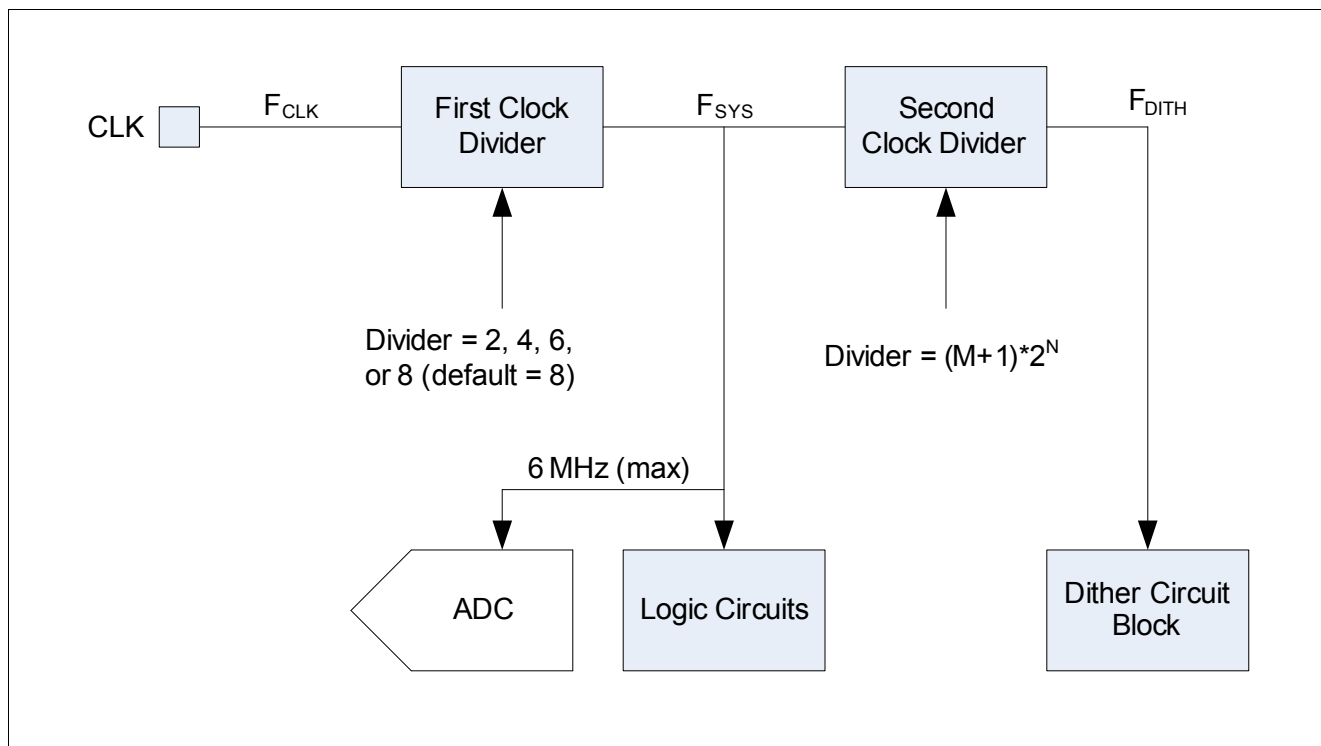 CLK
F_CLK
First Clock
Divider
F_SYS
Second
Clock Divider
F_DITH
Divider = 2, 4, 6,
or 8 (default = 8)
Divider = (M+1)*2^N
6 MHz (max)
ADC
Logic Circuits
Dither Circuit
Block